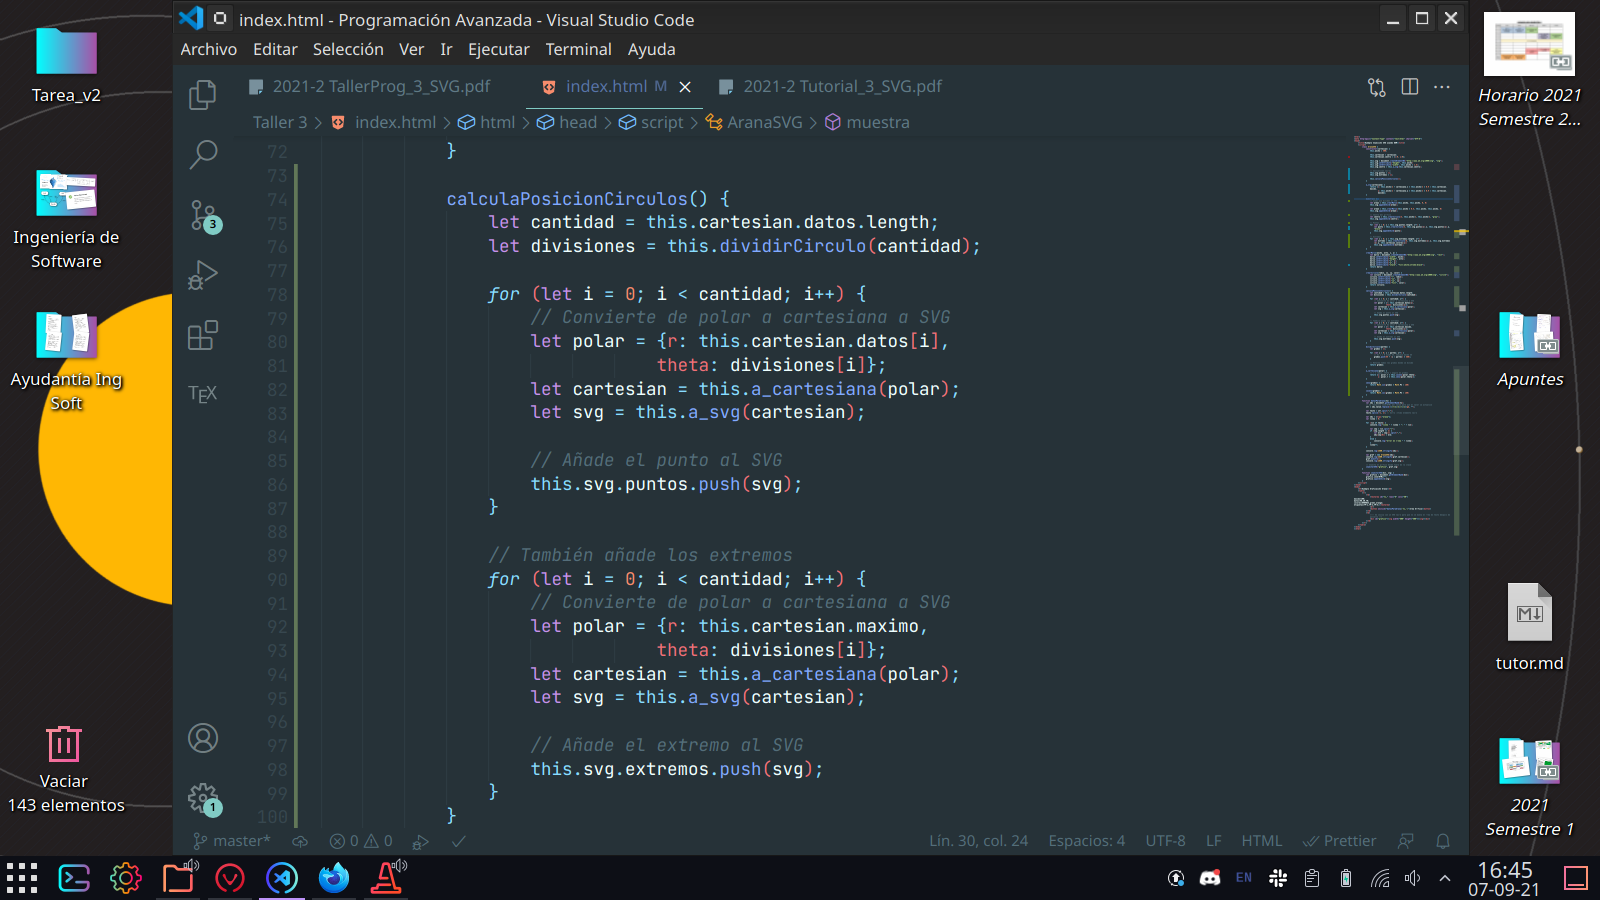 index.html - Programación Avanzada - Visual Studio Code
Archivo Editar Selección Ver Ir Ejecutar Terminal Ayuda
2021-2 TallerProg_3_SVG.pdf index.html M 2021-2 Tutorial_3_SVG.pdf
Taller 3 > index.html > html > head > script > AranaSVG > muestra
72 }
73
74 calculaPosicionCirculos() {
75 let cantidad = this.cartesian.datos.length;
76 let divisiones = this.dividirCirculo(cantidad);
77
78 for (let i = 0; i < cantidad; i++) {
79 // Convierte de polar a cartesiana a SVG
80 let polar = {r: this.cartesian.datos[i],
81 theta: divisiones[i]};
82 let cartesian = this.a_cartesiana(polar);
83 let svg = this.a_svg(cartesian);
84
85 // Añade el punto al SVG
86 this.svg.puntos.push(svg);
87 }
88
89 // También añade los extremos
90 for (let i = 0; i < cantidad; i++) {
91 // Convierte de polar a cartesiana a SVG
92 let polar = {r: this.cartesian.maximo,
93 theta: divisiones[i]};
94 let cartesian = this.a_cartesiana(polar);
95 let svg = this.a_svg(cartesian);
96
97 // Añade el extremo al SVG
98 this.svg.extremos.push(svg);
99 }
100 }
3
TEX
1
master* 0 0 Lín. 30, col. 24 Espacios: 4 UTF-8 LF HTML Prettier
Tarea_v2
Ingeniería de
Software
Ayudantía Ing
Soft
Vaciar
143 elementos
Horario 2021
Semestre 2...
Apuntes
tutor.md
2021
Semestre 1
EN
16:45
07-09-21